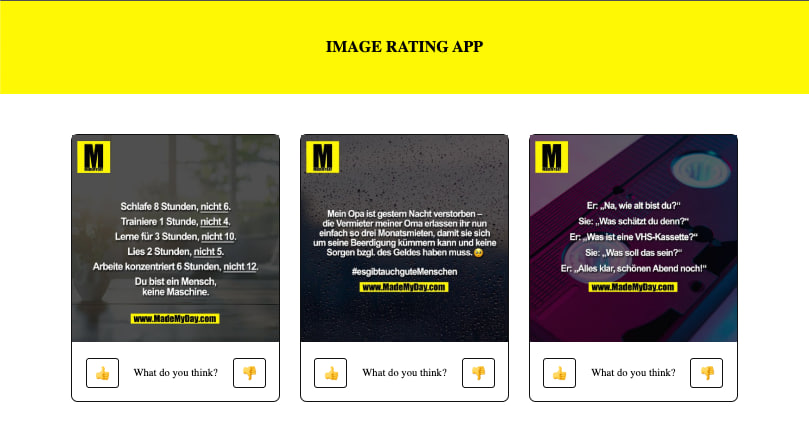 IMAGE RATING APP
M
Schlafe 8 Stunden, nicht 6.
Trainiere 1 Stunde, nicht 4.
Lerne für 3 Stunden, nicht 10.
Lies 2 Stunden, nicht 5.
Arbeite konzentriert 6 Stunden, nicht 12.
Du bist ein Mensch,
keine Maschine.
www.MadeMyDay.com
👍 What do you think? 👎
M
Mein Opa ist gestern Nacht verstorben –
die Vermieter meiner Oma erlassen ihr nun
einfach so drei Monatsmieten, damit sie sich
um seine Beerdigung kümmern kann und keine
Sorgen bzgl. des Geldes haben muss. 🥺
#esgibtauchguteMenschen
www.MadeMyDay.com
👍 What do you think? 👎
M
Er: „Na, wie alt bist du?“
Sie: „Was schätzt du denn?“
Er: „Was ist eine VHS-Kassette?“
Sie: „Was soll das sein?“
Er: „Alles klar, schönen Abend noch!“
www.MadeMyDay.com
👍 What do you think? 👎